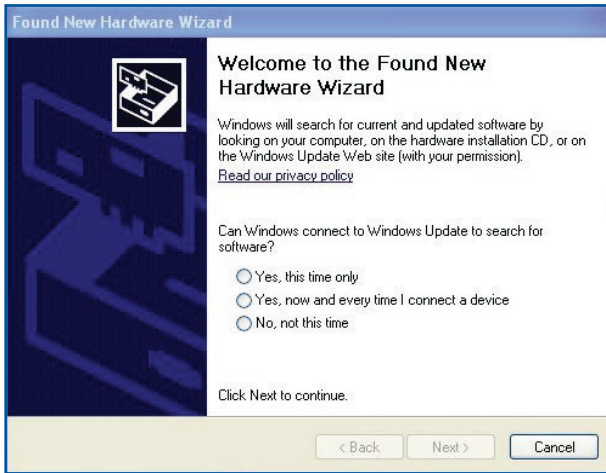 Found New Hardware Wizard
Welcome to the Found New
Hardware Wizard
Windows will search for current and updated software by
looking on your computer, on the hardware installation CD, or on
the Windows Update Web site (with your permission).
Read our privacy policy
Can Windows connect to Windows Update to search for
software?
Yes, this time only
Yes, now and every time I connect a device
No, not this time
Click Next to continue.
< Back Next > Cancel